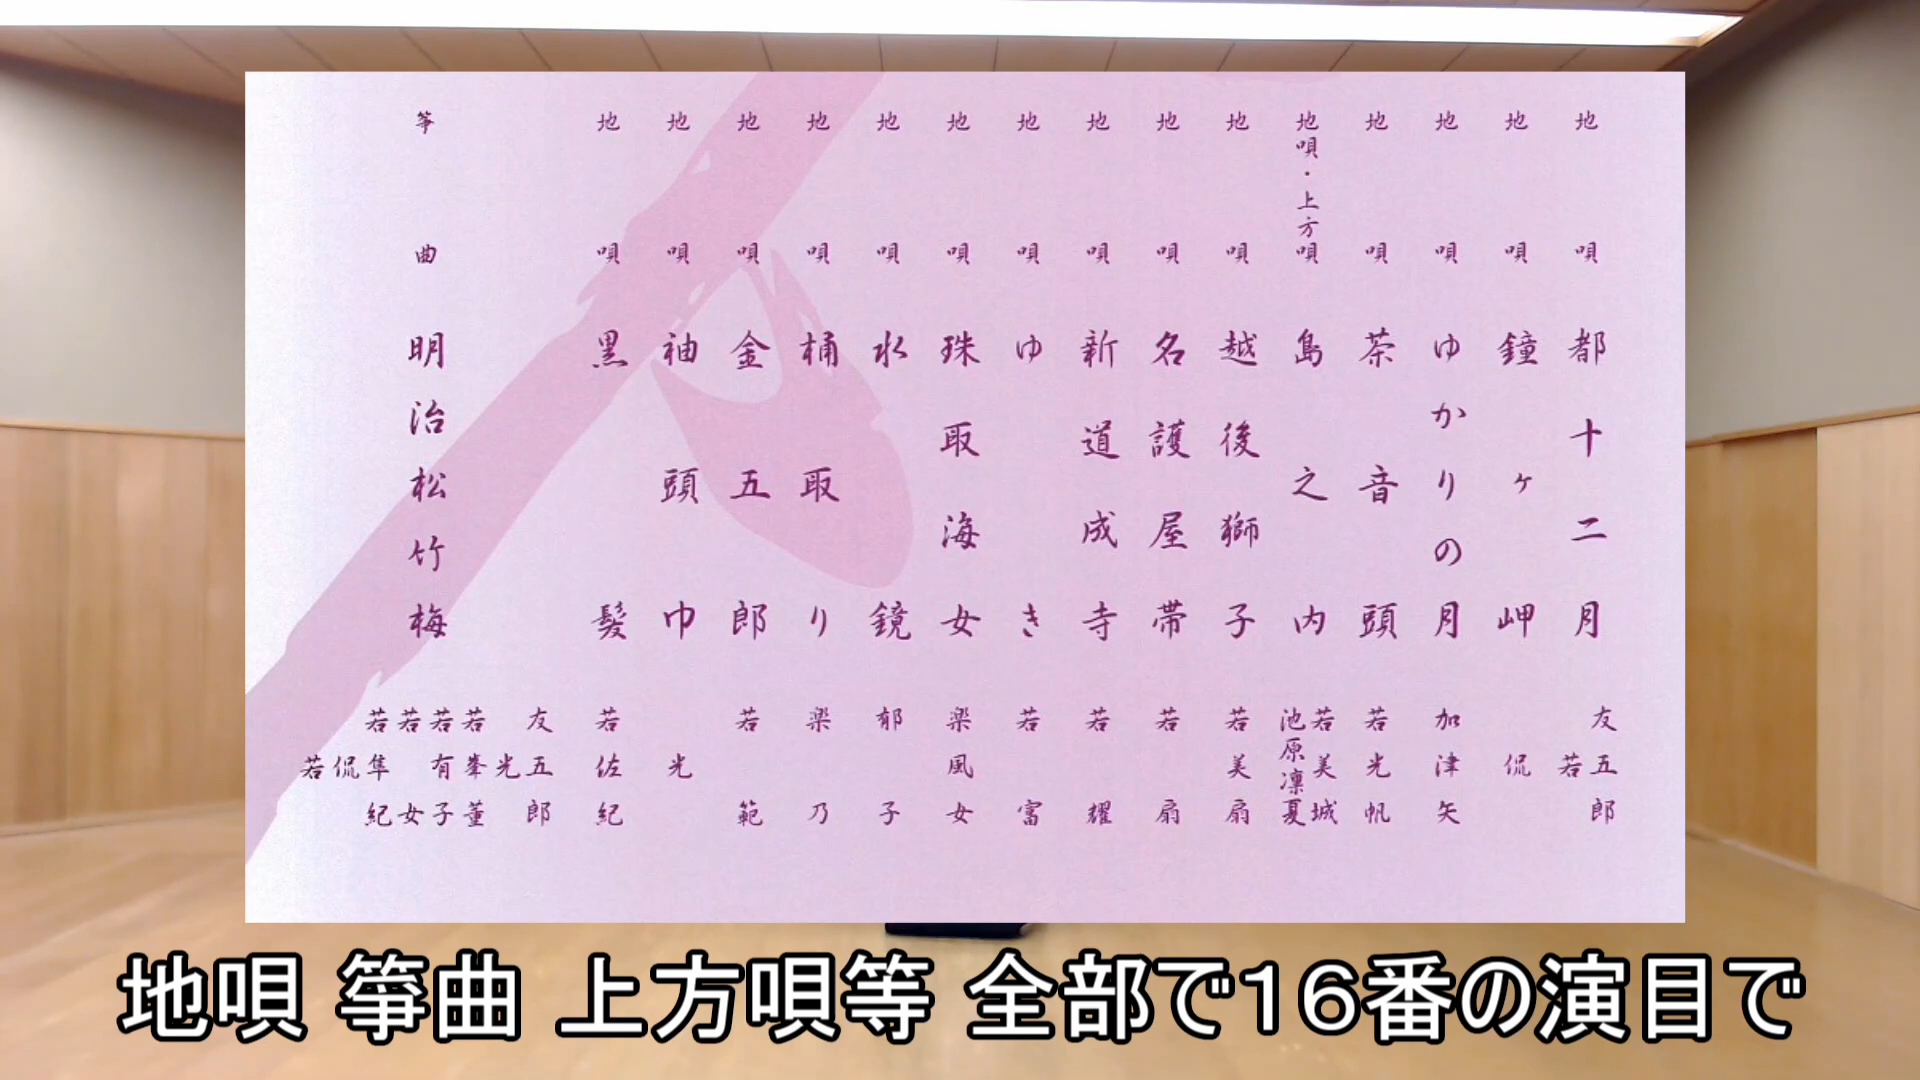 地唄 都十二月 友五郎 若
地唄 鐘ヶ岬 侃
地唄 ゆかりの月 加津矢
地唄 茶音頭 若光帆
地唄・上方唄 島之内 若美城 池原凜夏
地唄 越後獅子 若美扇
地唄 名護屋帯 若扇
地唄 新道成寺 若耀
地唄 ゆき 若富
地唄 珠取海女 楽風女
地唄 水鏡 郁子
地唄 桶取り 楽乃
地唄 金五郎 若範
地唄 袖頭巾 光
地唄 黒髪 若佐紀
箏曲 明治松竹梅 友五郎 光 若峯董 若有子 若女 若隼紀 侃 若
地唄 箏曲 上方唄等 全部で16番の演目で